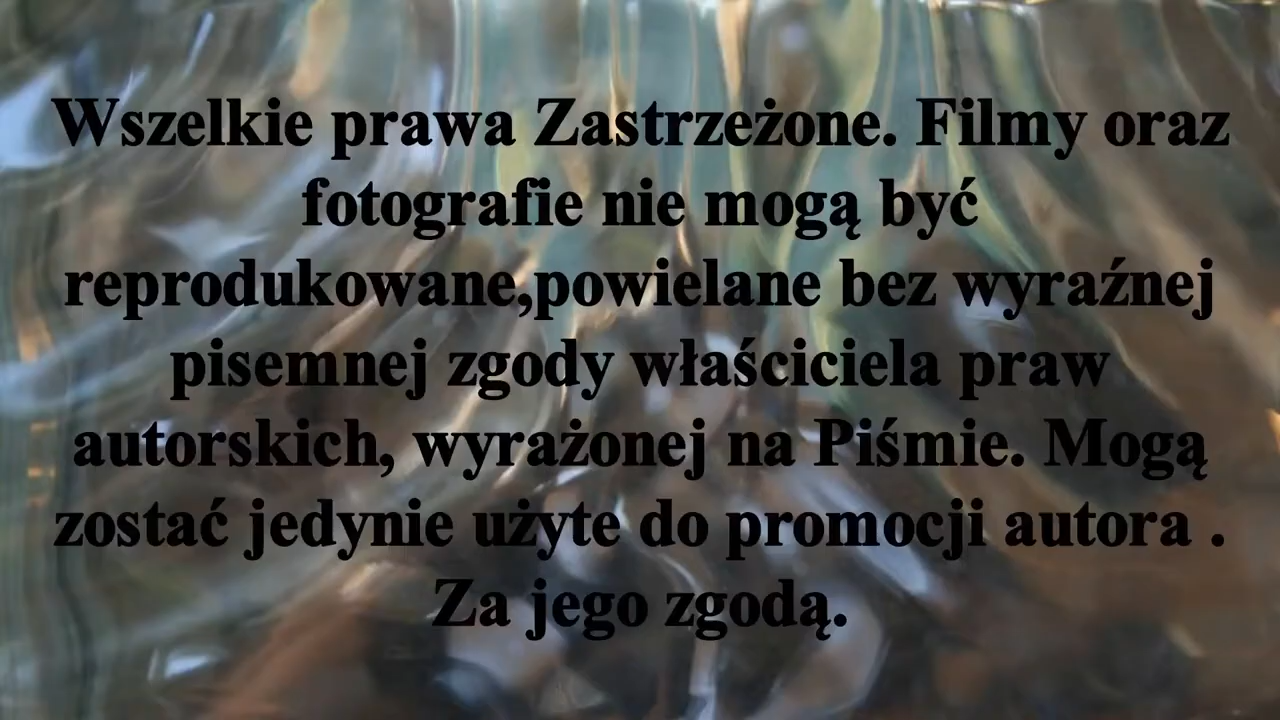 Wszelkie prawa Zastrzeżone. Filmy oraz
fotografie nie mogą być
reprodukowane,powielane bez wyraźnej
pisemnej zgody właściciela praw
autorskich, wyrażonej na Piśmie. Mogą
zostać jedynie użyte do promocji autora .
Za jego zgodą.